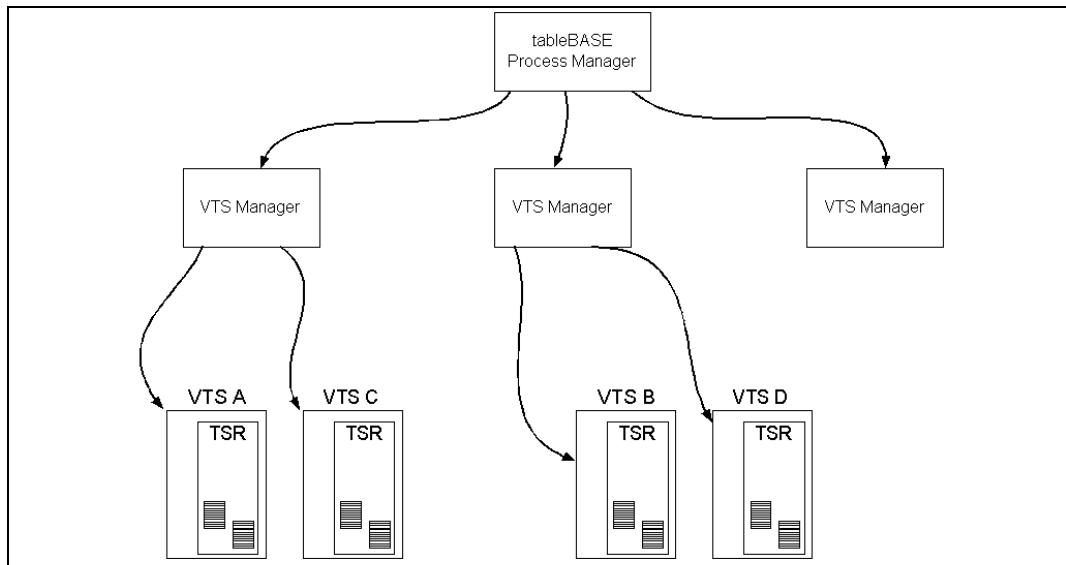 tableBASE
Process Manager
VTS Manager
VTS Manager
VTS Manager
VTS A
VTS C
VTS B
VTS D
TSR
TSR
TSR
TSR